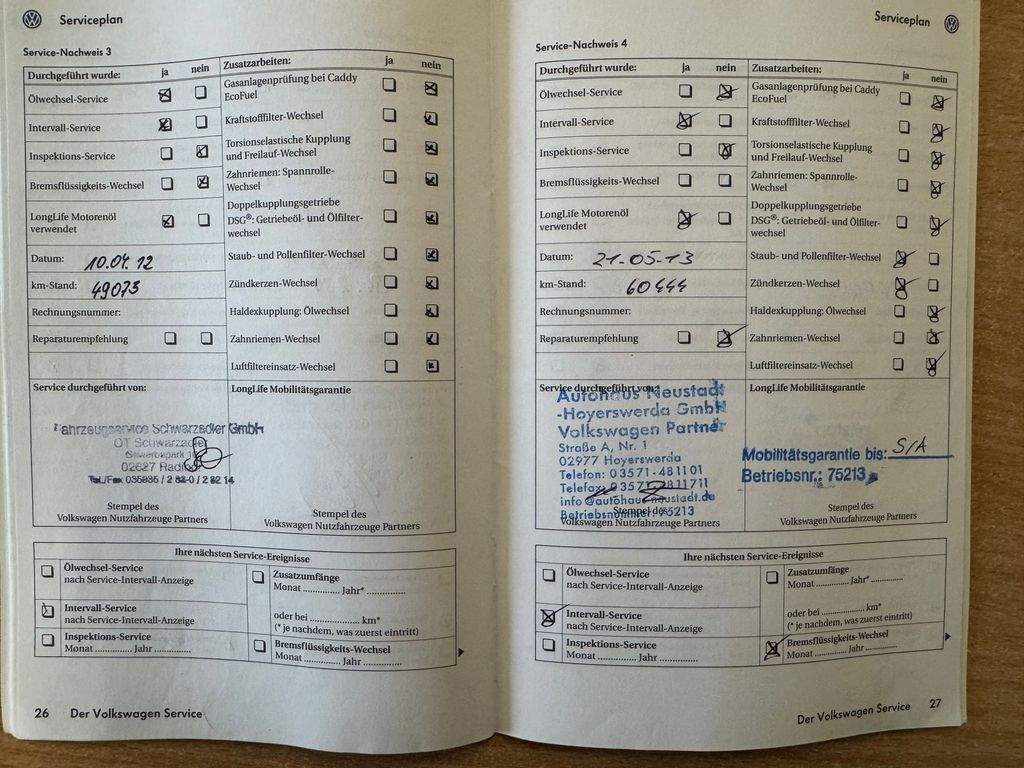 Serviceplan
Service-Nachweis 3
Durchgeführt wurde: ja nein
Ölwechsel-Service
Intervall-Service
Inspektions-Service
Bremsflüssigkeits-Wechsel
LongLife Motorenöl
verwendet
Datum: 10.04.12
km-Stand: 49073
Rechnungsnummer:
Reparaturempfehlung
Zusatzarbeiten: ja nein
Gasanlagenprüfung bei Caddy
EcoFuel
Kraftstofffilter-Wechsel
Torsionselastische Kupplung
und Freilauf-Wechsel
Zahnriemen: Spannrolle-
Wechsel
Doppelkupplungsgetriebe
DSG®: Getriebeöl- und Ölfilter-
wechsel
Staub- und Pollenfilter-Wechsel
Zündkerzen-Wechsel
Haldexkupplung: Ölwechsel
Zahnriemen-Wechsel
Luftfiltereinsatz-Wechsel
Service durchgeführt von:
Fahrzeugservice Schwarzadler GmbH
OT Schwarzadler
Gewerbepark
02627
Tel./Fax
Stempel des
Volkswagen Nutzfahrzeuge Partners
LongLife Mobilitätsgarantie
Stempel des
Volkswagen Nutzfahrzeuge Partners
Ihre nächsten Service-Ereignisse
Ölwechsel-Service
nach Service-Intervall-Anzeige
Intervall-Service
nach Service-Intervall-Anzeige
Inspektions-Service
Monat ............. Jahr ..............
Zusatzumfänge
Monat ............. Jahr* ..............
oder bei ............... km*
(* je nachdem, was zuerst eintritt)
Bremsflüssigkeits-Wechsel
Monat ............. Jahr ..............
26 Der Volkswagen Service
Serviceplan
Service-Nachweis 4
Durchgeführt wurde: ja nein
Ölwechsel-Service
Intervall-Service
Inspektions-Service
Bremsflüssigkeits-Wechsel
LongLife Motorenöl
verwendet
Datum: 21-05-13
km-Stand: 60444
Rechnungsnummer:
Reparaturempfehlung
Zusatzarbeiten: ja nein
Gasanlagenprüfung bei Caddy
EcoFuel
Kraftstofffilter-Wechsel
Torsionselastische Kupplung
und Freilauf-Wechsel
Zahnriemen: Spannrolle-
Wechsel
Doppelkupplungsgetriebe
DSG®: Getriebeöl- und Ölfilter-
wechsel
Staub- und Pollenfilter-Wechsel
Zündkerzen-Wechsel
Haldexkupplung: Ölwechsel
Zahnriemen-Wechsel
Luftfiltereinsatz-Wechsel
Service durchgeführt von:
Autohaus Neustadt
-Hoyerswerda GmbH
Volkswagen Partner
Straße A, Nr. 1
02977 Hoyerswerda
Telefon: 03571-481101
Telefax: 03571-4811711
info@autohaus-neustadt.de
Betriebsnummer: 75213
Stempel des
Volkswagen Nutzfahrzeuge Partners
LongLife Mobilitätsgarantie
Mobilitätsgarantie bis: S/A
Betriebsnr.: 75213
Stempel des
Volkswagen Nutzfahrzeuge Partners
Ihre nächsten Service-Ereignisse
Ölwechsel-Service
nach Service-Intervall-Anzeige
Intervall-Service
nach Service-Intervall-Anzeige
Inspektions-Service
Monat ............. Jahr ..............
Zusatzumfänge
Monat ............. Jahr* ..............
oder bei ............... km*
(* je nachdem, was zuerst eintritt)
Bremsflüssigkeits-Wechsel
Monat ............. Jahr ..............
Der Volkswagen Service 27